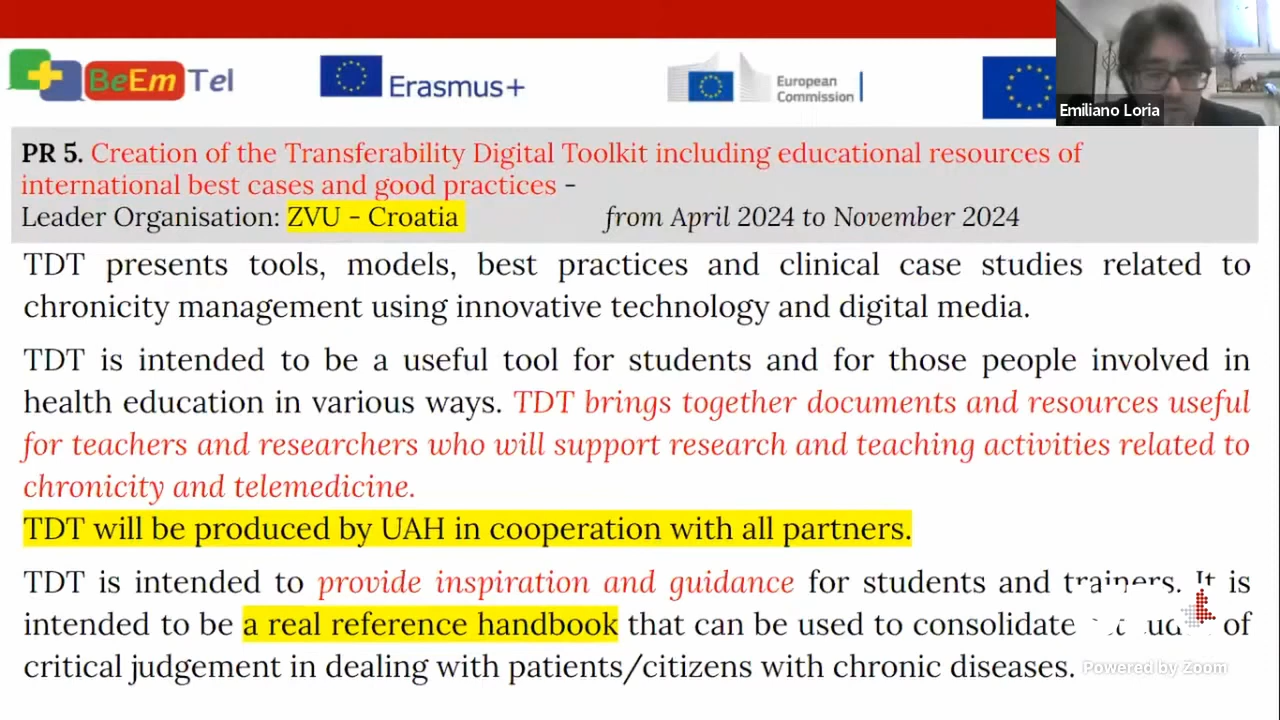 BeEm Tel
Erasmus+
European
Commission
Emiliano Loria
PR 5. Creation of the Transferability Digital Toolkit including educational resources of
international best cases and good practices -
Leader Organisation: ZVU - Croatia from April 2024 to November 2024
TDT presents tools, models, best practices and clinical case studies related to
chronicity management using innovative technology and digital media.
TDT is intended to be a useful tool for students and for those people involved in
health education in various ways. TDT brings together documents and resources useful
for teachers and researchers who will support research and teaching activities related to
chronicity and telemedicine.
TDT will be produced by UAH in cooperation with all partners.
TDT is intended to provide inspiration and guidance for students and trainers. It is
intended to be a real reference handbook that can be used to consolidate of
critical judgement in dealing with patients/citizens with chronic diseases.
Powered by Zoom